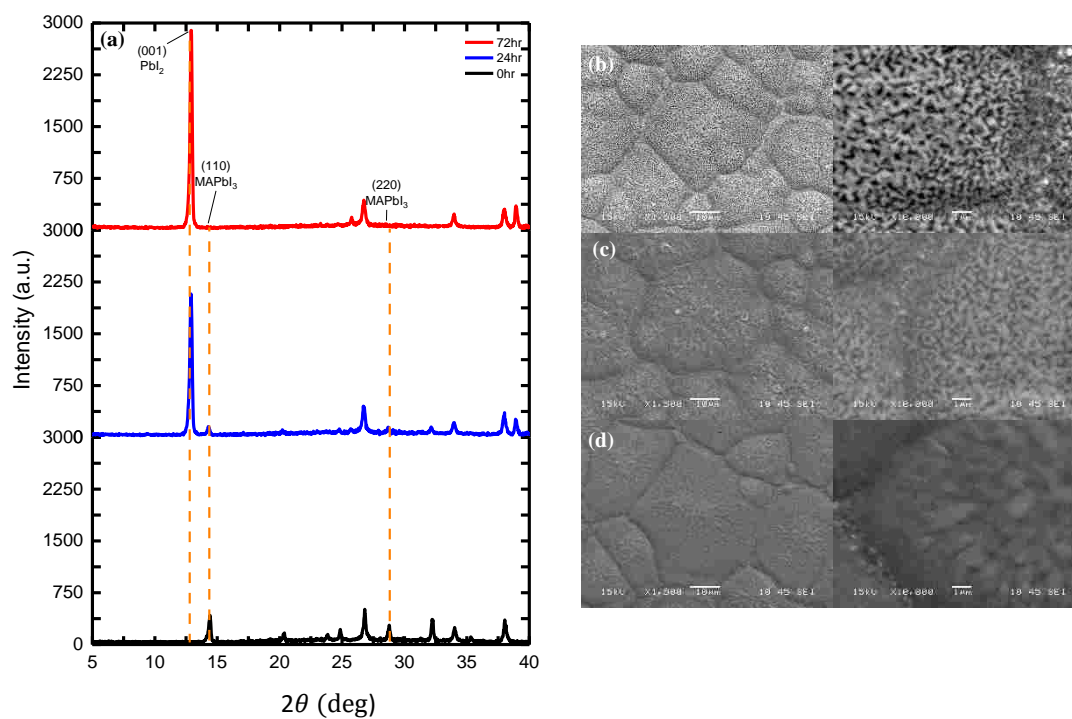 (a)
(001)
PbI₂
72hr
24hr
0hr
(110)
MAPbI₃
(220)
MAPbI₃
3000
2250
1500
750
3000
2250
1500
750
3000
2250
1500
750
0
Intensity (a.u.)
5 10 15 20 25 30 35 40
2θ (deg)
(b)
15kV X1,500 10µm 10 45 SEI
15kV X10,000 1µm 10 45 SEI
(c)
15kV X1,500 10µm 10 45 SEI
15kV X10,000 1µm 10 45 SEI
(d)
15kV X1,500 10µm 10 45 SEI
15kV X10,000 1µm 10 45 SEI